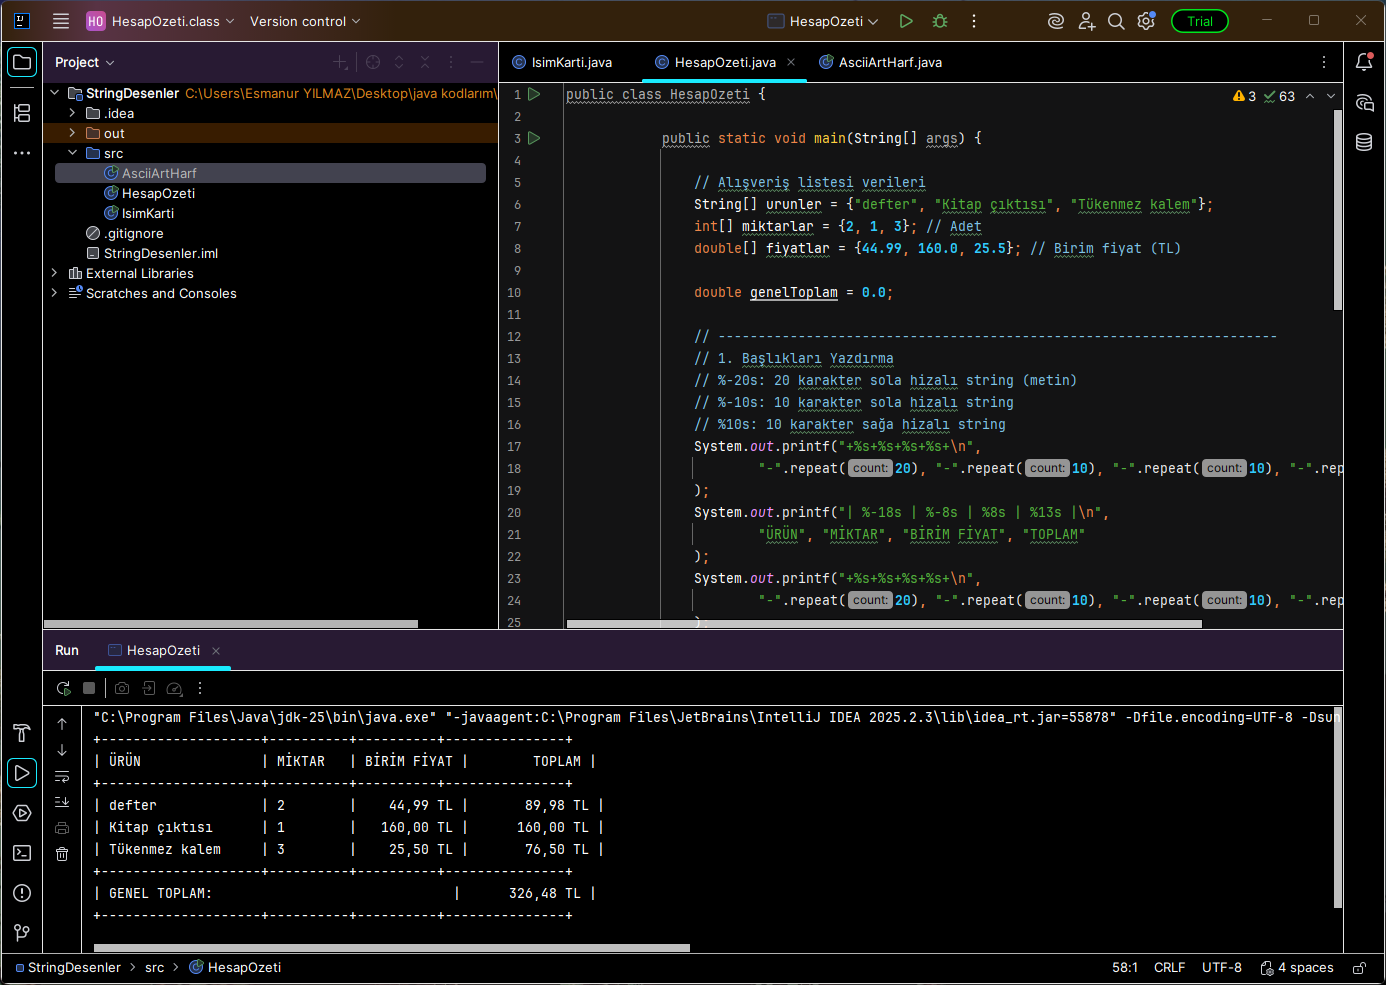 HO HesapOzeti.class Version control HesapOzeti Trial
Project
StringDesenler C:\Users\Esmanur YILMAZ\Desktop\java kodlarım\
.idea
out
src
AsciiArtHarf
HesapOzeti
IsimKarti
.gitignore
StringDesenler.iml
External Libraries
Scratches and Consoles
IsimKarti.java HesapOzeti.java AsciiArtHarf.java
3 63
1 public class HesapOzeti {
2
3 public static void main(String[] args) {
4
5 // Alışveriş listesi verileri
6 String[] urunler = {"defter", "Kitap çıktısı", "Tükenmez kalem"};
7 int[] miktarlar = {2, 1, 3}; // Adet
8 double[] fiyatlar = {44.99, 160.0, 25.5}; // Birim fiyat (TL)
9
10 double genelToplam = 0.0;
11
12 // ----------------------------------------------------------------------
13 // 1. Başlıkları Yazdırma
14 // %-20s: 20 karakter sola hizalı string (metin)
15 // %-10s: 10 karakter sola hizalı string
16 // %10s: 10 karakter sağa hizalı string
17 System.out.printf("+%s+%s+%s+%s+\n",
18 "-".repeat( count: 20), "-".repeat( count: 10), "-".repeat( count: 10), "-".rep
19 );
20 System.out.printf("| %-18s | %-8s | %8s | %13s |\n",
21 "ÜRÜN", "MİKTAR", "BİRİM FİYAT", "TOPLAM"
22 );
23 System.out.printf("+%s+%s+%s+%s+\n",
24 "-".repeat( count: 20), "-".repeat( count: 10), "-".repeat( count: 10), "-".rep
25 );
Run HesapOzeti
"C:\Program Files\Java\jdk-25\bin\java.exe" "-javaagent:C:\Program Files\JetBrains\IntelliJ IDEA 2025.2.3\lib\idea_rt.jar=55878" -Dfile.encoding=UTF-8 -Dsun
+--------------------+----------+----------+---------------+
| ÜRÜN               | MİKTAR   | BİRİM FİYAT |        TOPLAM |
+--------------------+----------+----------+---------------+
| defter             | 2        |    44,99 TL |       89,98 TL |
| Kitap çıktısı      | 1        |   160,00 TL |      160,00 TL |
| Tükenmez kalem     | 3        |    25,50 TL |       76,50 TL |
+--------------------+----------+----------+---------------+
| GENEL TOPLAM:                              |      326,48 TL |
+--------------------+----------+----------+---------------+
StringDesenler src HesapOzeti 58:1 CRLF UTF-8 4 spaces